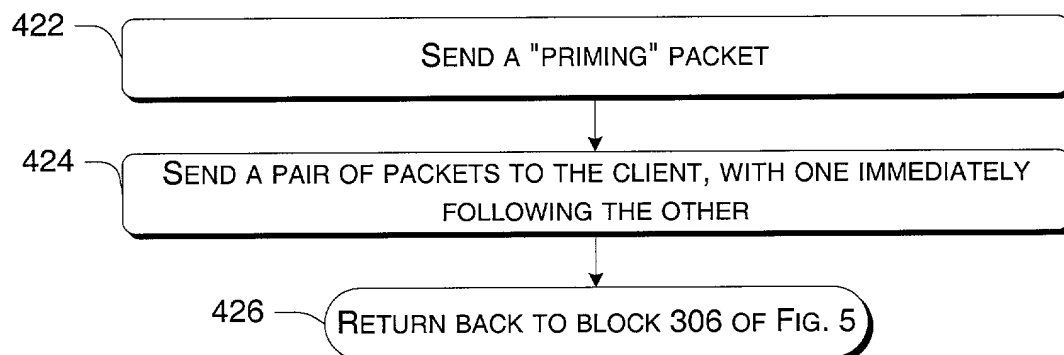 422
SEND A "PRIMING" PACKET
424
SEND A PAIR OF PACKETS TO THE CLIENT, WITH ONE IMMEDIATELY
FOLLOWING THE OTHER
426
RETURN BACK TO BLOCK 306 OF FIG. 5